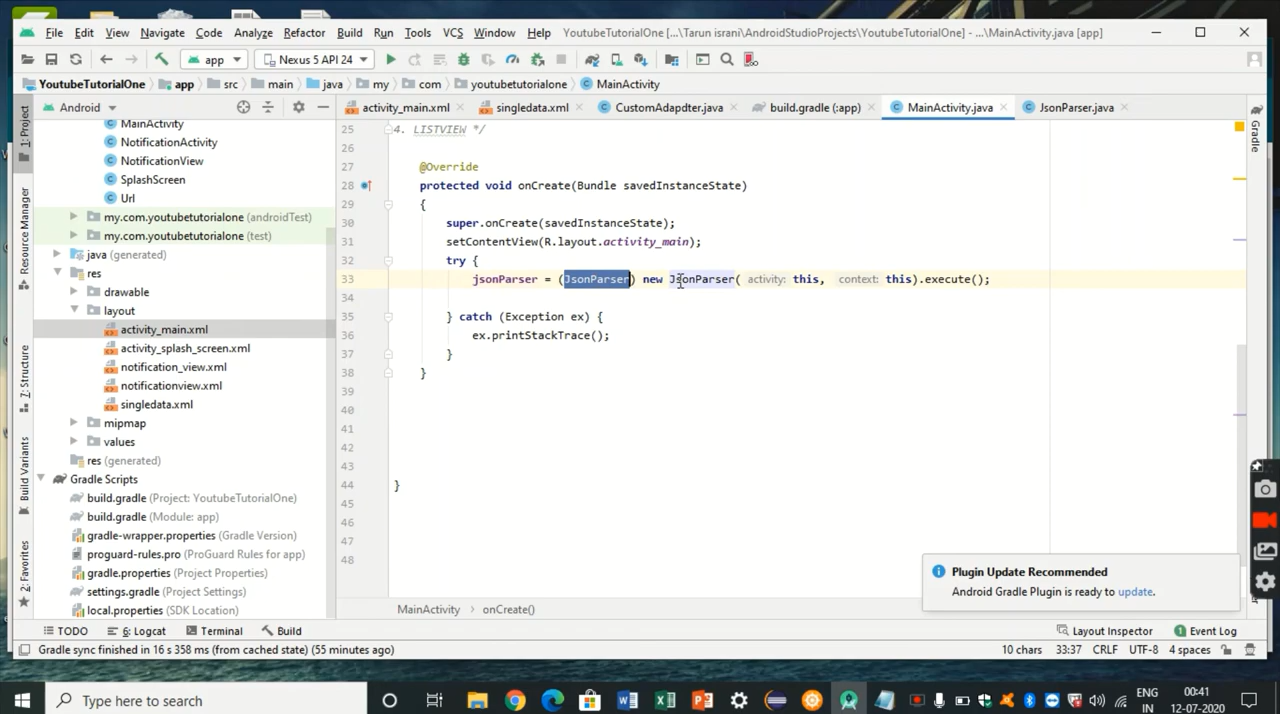 File Edit View Navigate Code Analyze Refactor Build Run Tools VCS Window Help YoutubeTutorialOne [...\Tarun israni\AndroidStudioProjects\YoutubeTutorialOne] - ...\MainActivity.java [app]
app Nexus 5 API 24
YoutubeTutorialOne app src main java my com youtubetutorialone MainActivity
Android
activity_main.xml singledata.xml CustomAdapdter.java build.gradle (:app) MainActivity.java JsonParser.java
1: Project
Resource Manager
7: Structure
Build Variants
2: Favorites
Gradle
MainActivity
NotificationActivity
NotificationView
SplashScreen
Url
my.com.youtubetutorialone (androidTest)
my.com.youtubetutorialone (test)
java (generated)
res
drawable
layout
activity_main.xml
activity_splash_screen.xml
notification_view.xml
notificationview.xml
singledata.xml
mipmap
values
res (generated)
Gradle Scripts
build.gradle (Project: YoutubeTutorialOne)
build.gradle (Module: app)
gradle-wrapper.properties (Gradle Version)
proguard-rules.pro (ProGuard Rules for app)
gradle.properties (Project Properties)
settings.gradle (Project Settings)
local.properties (SDK Location)
25 4. LISTVIEW */
26
27 @Override
28 protected void onCreate(Bundle savedInstanceState)
29 {
30 super.onCreate(savedInstanceState);
31 setContentView(R.layout.activity_main);
32 try {
33 jsonParser = (JsonParser) new JsonParser( activity: this, context: this).execute();
34
35 } catch (Exception ex) {
36 ex.printStackTrace();
37 }
38 }
39
40
41
42
43
44 }
45
46
47
48
Plugin Update Recommended
Android Gradle Plugin is ready to update.
MainActivity onCreate()
TODO 6: Logcat Terminal Build Layout Inspector Event Log
Gradle sync finished in 16 s 358 ms (from cached state) (55 minutes ago) 10 chars 33:37 CRLF UTF-8 4 spaces
Type here to search
ENG
IN
00:41
12-07-2020